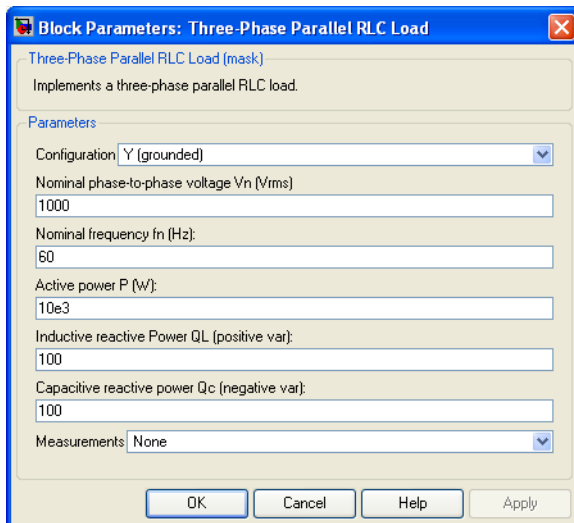 Block Parameters: Three-Phase Parallel RLC Load
Three-Phase Parallel RLC Load (mask)
Implements a three-phase parallel RLC load.
Parameters
Configuration Y (grounded)
Nominal phase-to-phase voltage Vn (Vrms)
1000
Nominal frequency fn (Hz):
60
Active power P (W):
10e3
Inductive reactive Power QL (positive var):
100
Capacitive reactive power Qc (negative var):
100
Measurements None
OK Cancel Help Apply